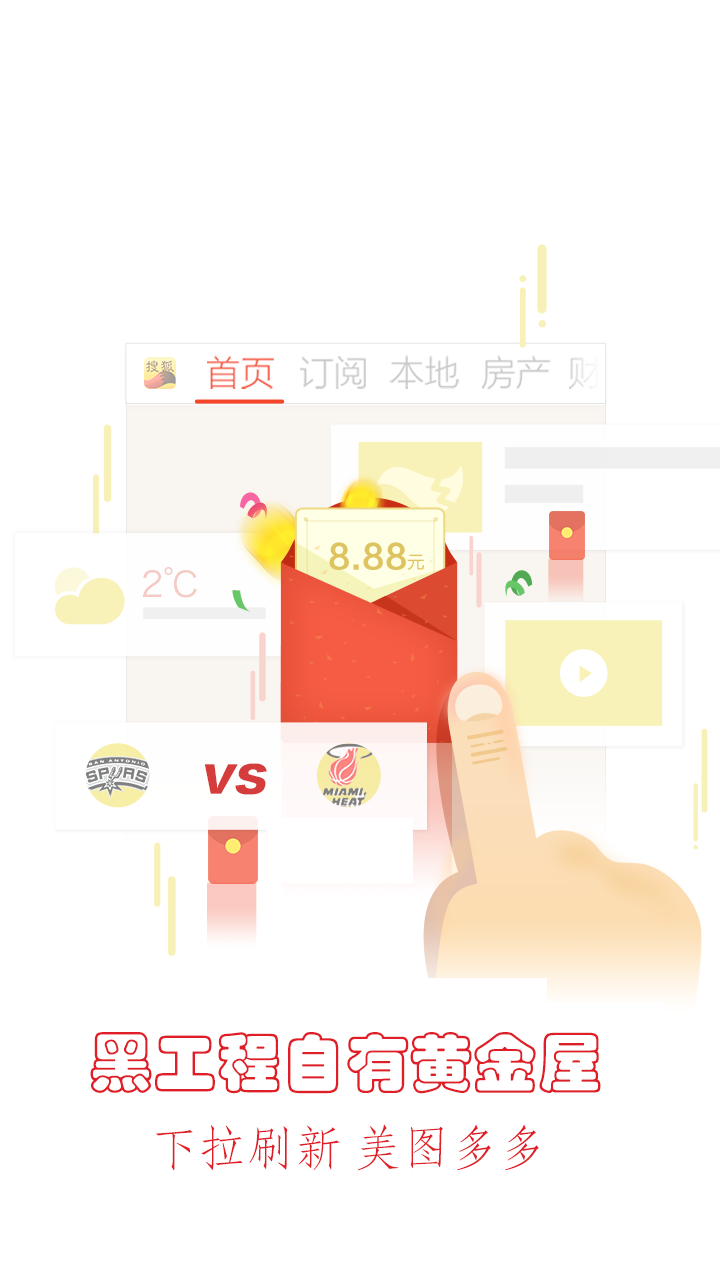 搜狐 首页 订阅 本地 房产 财
8.88元
2℃
SAN ANTONIO
SPURS
VS
MIAMI
HEAT
黑工程自有黄金屋
下拉刷新 美图多多